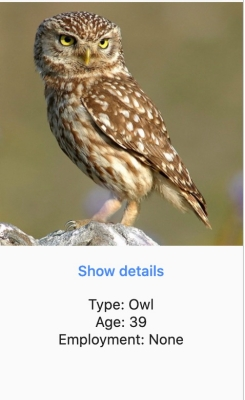 Show details
Type: Owl
Age: 39
Employment: None